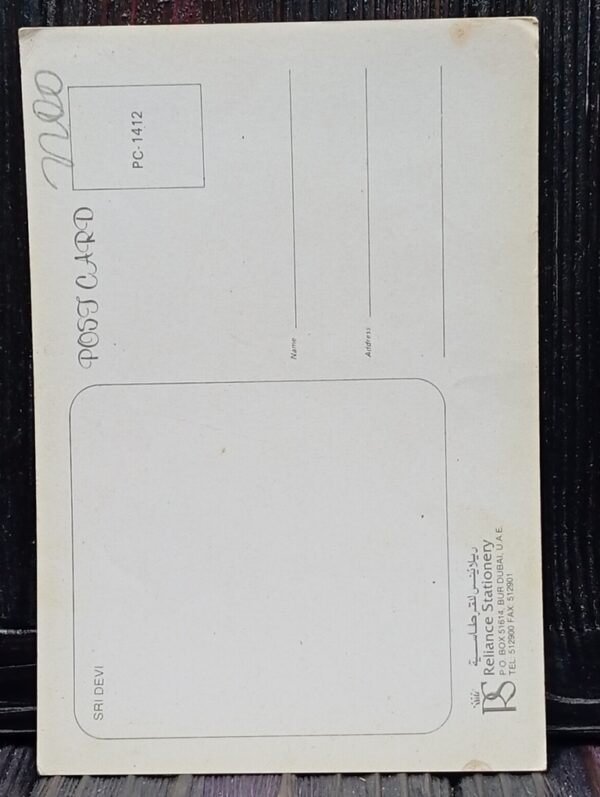 POST CARD
PC-1412
Name
Address
SRI DEVI
ريلاينس للقرطاسية
Reliance Stationery
P.O. BOX 51614, BUR DUBAI, U.A.E.
TEL: 512900 FAX: 512901
RS